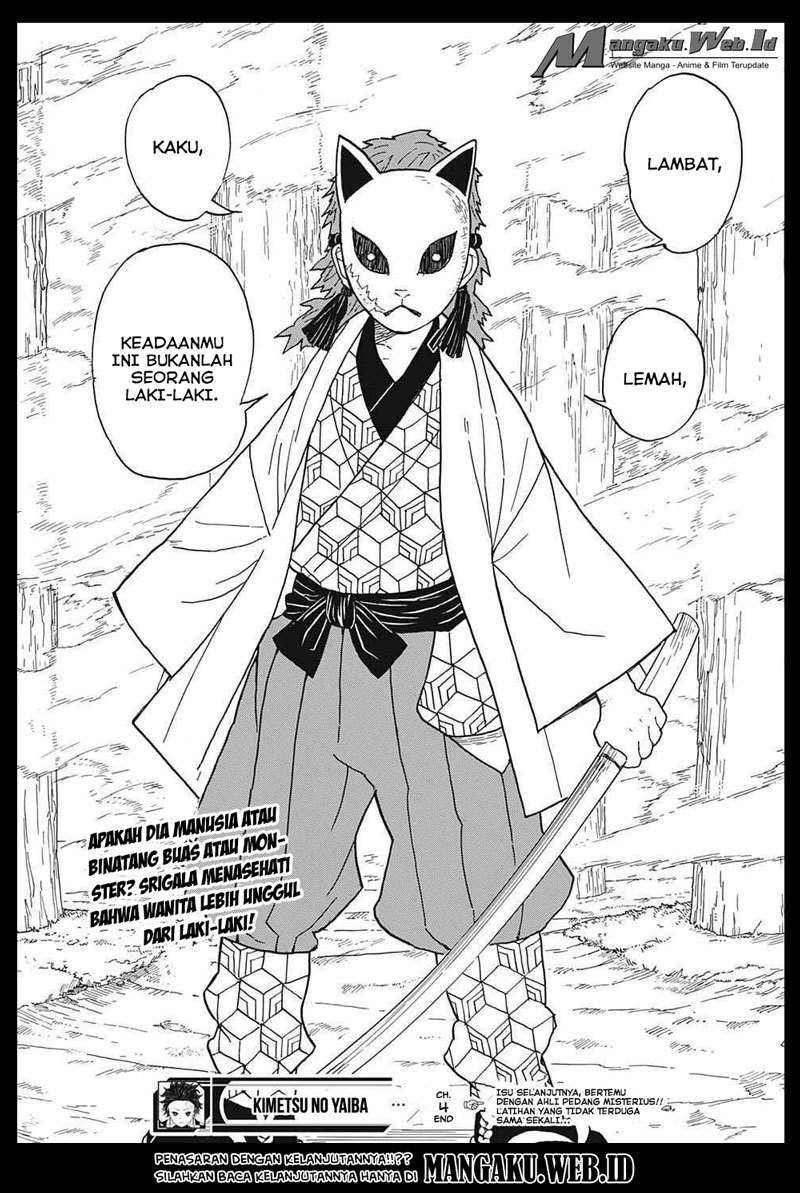 Mangaku.Web.Id
Website Manga - Anime & Film Terupdate
LAMBAT,
LEMAH,
KAKU,
KEADAANMU
INI BUKANLAH
SEORANG
LAKI-LAKI.
APAKAH DIA MANUSIA ATAU
BINATANG BUAS ATAU MON-
STER? SRIGALA MENASEHATI
BAHWA WANITA LEBIH UNGGUL
DARI LAKI-LAKI!
KIMETSU NO YAIBA
...
CH.
4
END
ISU SELANJUTNYA, BERTEMU
DENGAN AHLI PEDANG MISTERIUS!!
LATIHAN YANG TIDAK TERDUGA
SAMA SEKALI...
PENASARAN DENGAN KELANJUTANNYA!!!??
SILAHKAN BACA KELANJUTANNYA HANYA DI MANGAKU.WEB.ID